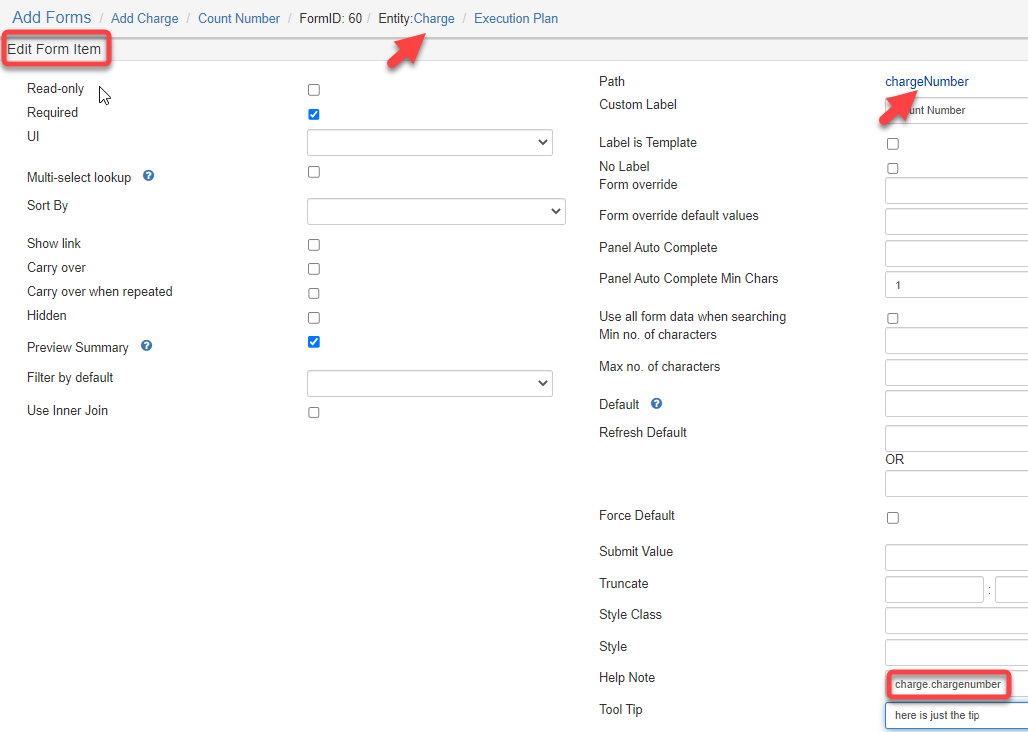 Add Forms / Add Charge / Count Number / FormID: 60 / Entity:Charge / Execution Plan
Edit Form Item
Read-only
Required
UI
Multi-select lookup ?
Sort By
Show link
Carry over
Carry over when repeated
Hidden
Preview Summary ?
Filter by default
Use Inner Join
Path chargeNumber
Custom Label unt Number
Label is Template
No Label
Form override
Form override default values
Panel Auto Complete
Panel Auto Complete Min Chars 1
Use all form data when searching
Min no. of characters
Max no. of characters
Default ?
Refresh Default
OR
Force Default
Submit Value
Truncate :
Style Class
Style
Help Note charge.chargenumber
Tool Tip here is just the tip